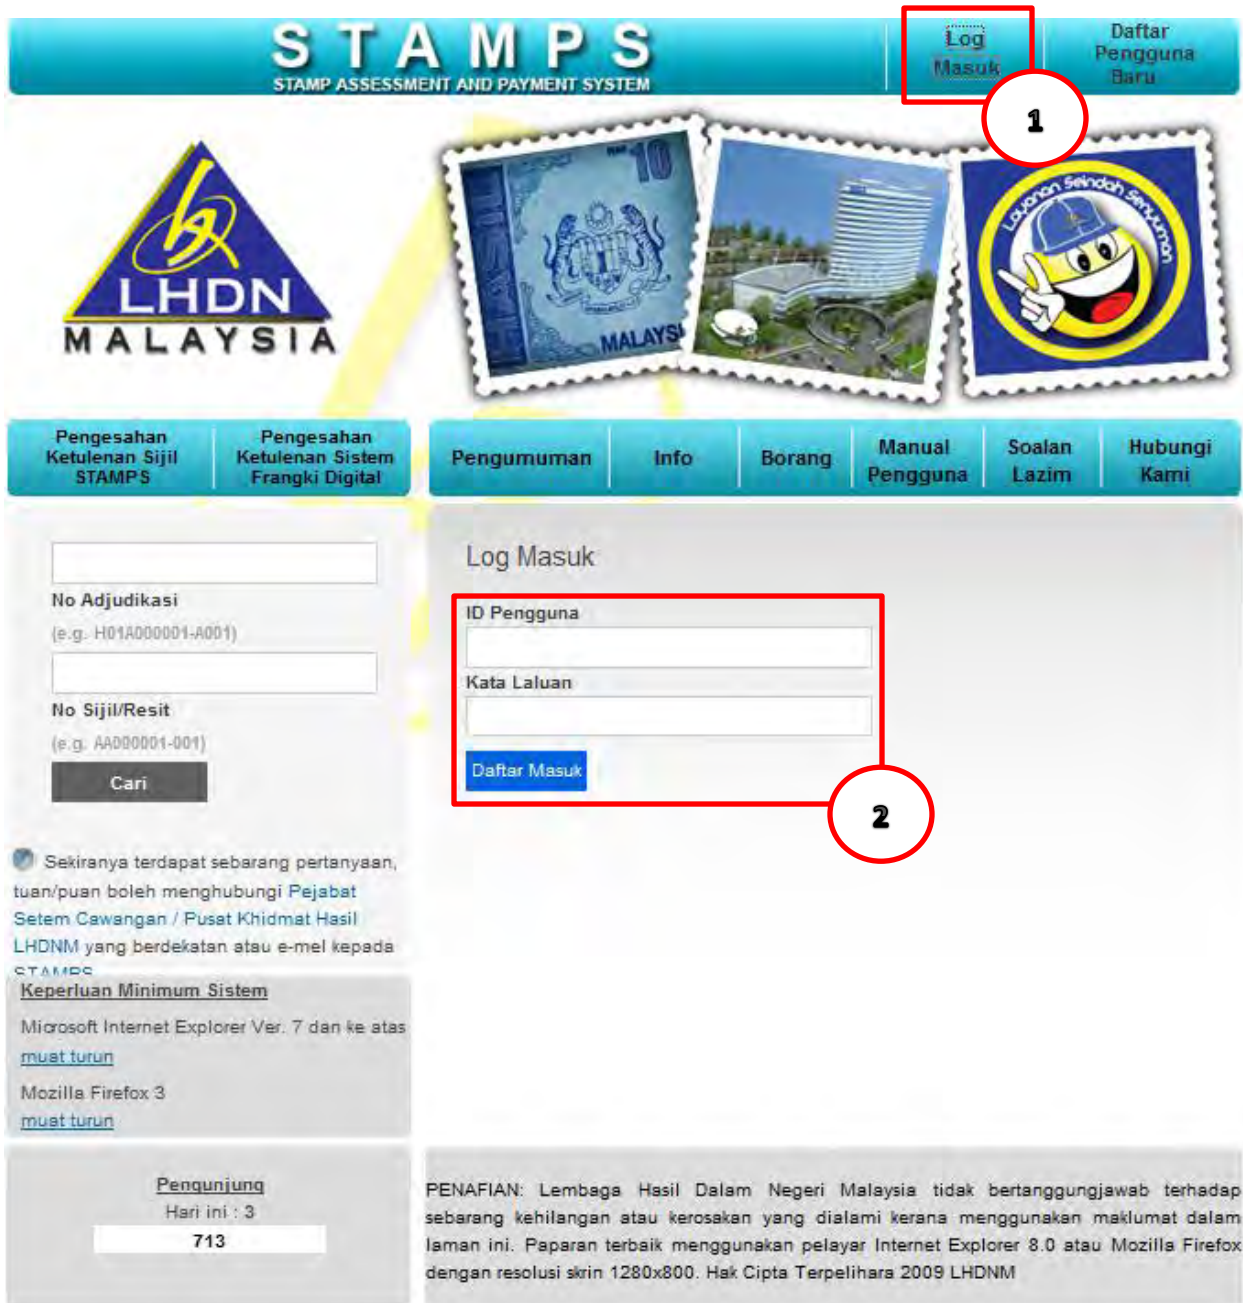 STAMPS
STAMP ASSESSMENT AND PAYMENT SYSTEM
Log
Masuk
Daftar
Pengguna
Baru
1
LHDN
MALAYSIA
RM 10
HASIL
MALAYSI
Layanan Seindah Senyuman
Pengesahan
Ketulenan Sijil
STAMPS
Pengesahan
Ketulenan Sistem
Frangki Digital
Pengumuman
Info
Borang
Manual
Pengguna
Soalan
Lazim
Hubungi
Kami
No Adjudikasi
(e.g. H01A000001-A001)
No Sijil/Resit
(e.g. AA000001-001)
Cari
Log Masuk
ID Pengguna
Kata Laluan
Daftar Masuk
2
Sekiranya terdapat sebarang pertanyaan,
tuan/puan boleh menghubungi Pejabat
Setem Cawangan / Pusat Khidmat Hasil
LHDNM yang berdekatan atau e-mel kepada
STAMPS
Keperluan Minimum Sistem
Microsoft Internet Explorer Ver. 7 dan ke atas
muat turun
Mozilla Firefox 3
muat turun
Pengunjung
Hari ini : 3
713
PENAFIAN: Lembaga Hasil Dalam Negeri Malaysia tidak bertanggungjawab terhadap
sebarang kehilangan atau kerosakan yang dialami kerana menggunakan maklumat dalam
laman ini. Paparan terbaik menggunakan pelayar Internet Explorer 8.0 atau Mozilla Firefox
dengan resolusi skrin 1280x800. Hak Cipta Terpelihara 2009 LHDNM